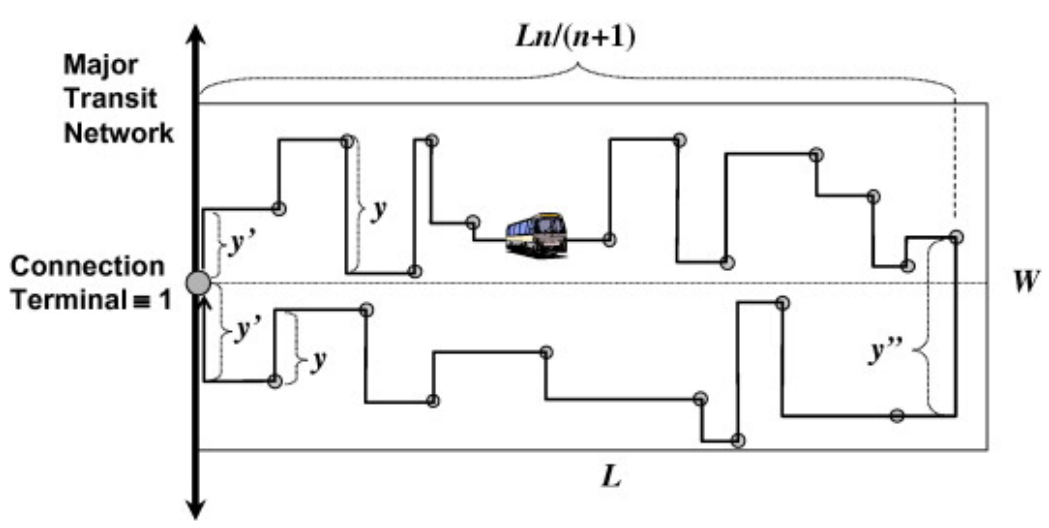 Ln/(n+1)
Major
Transit
Network
y
y'
Connection
Terminal ≡ 1
W
y'
y
y''
L